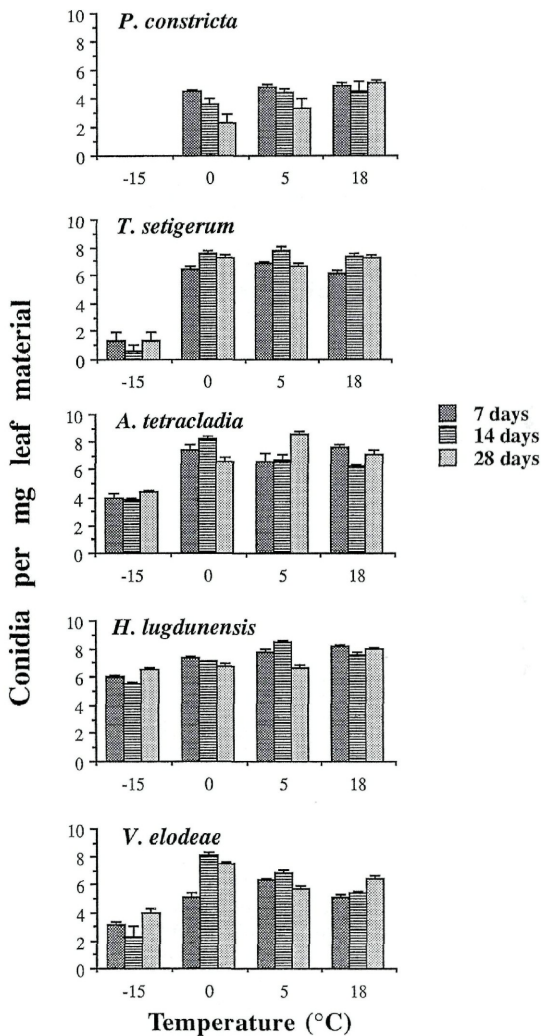 P. constricta
10
8
6
4
2
0
-15 0 5 18
T. setigerum
10
8
6
4
2
0
-15 0 5 18
A. tetracladia
10
8
6
4
2
0
-15 0 5 18
H. lugdunensis
10
8
6
4
2
0
-15 0 5 18
V. elodeae
10
8
6
4
2
0
-15 0 5 18
Temperature (°C)
Conidia per mg leaf material
7 days
14 days
28 days